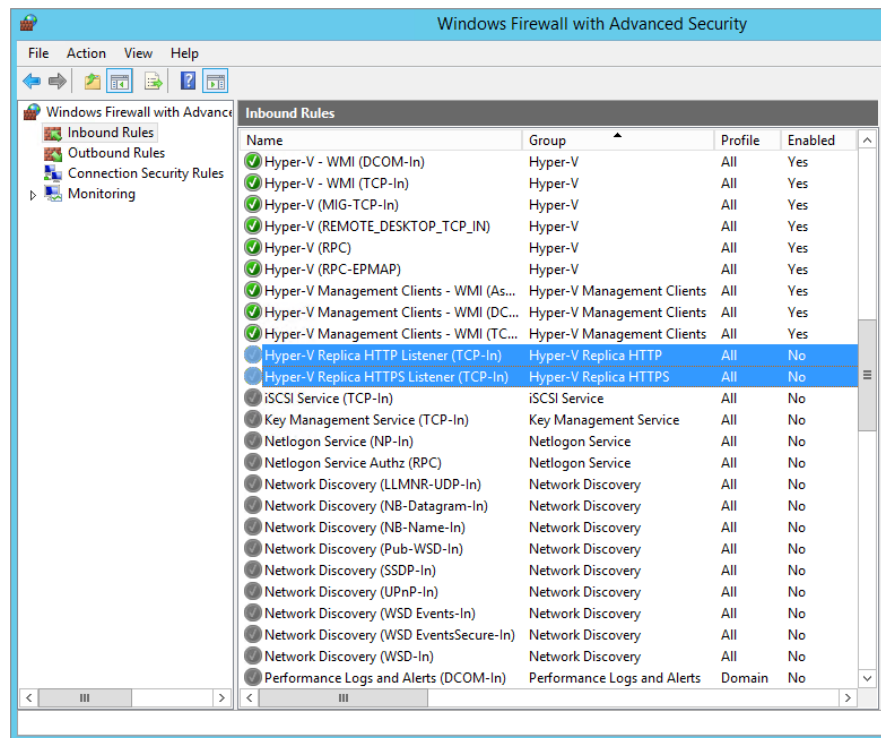 Windows Firewall with Advanced Security
File Action View Help
Windows Firewall with Advance
Inbound Rules
Outbound Rules
Connection Security Rules
Monitoring
Inbound Rules
Name Group Profile Enabled
Hyper-V - WMI (DCOM-In) Hyper-V All Yes
Hyper-V - WMI (TCP-In) Hyper-V All Yes
Hyper-V (MIG-TCP-In) Hyper-V All Yes
Hyper-V (REMOTE_DESKTOP_TCP_IN) Hyper-V All Yes
Hyper-V (RPC) Hyper-V All Yes
Hyper-V (RPC-EPMAP) Hyper-V All Yes
Hyper-V Management Clients - WMI (As... Hyper-V Management Clients All Yes
Hyper-V Management Clients - WMI (DC... Hyper-V Management Clients All Yes
Hyper-V Management Clients - WMI (TC... Hyper-V Management Clients All Yes
Hyper-V Replica HTTP Listener (TCP-In) Hyper-V Replica HTTP All No
Hyper-V Replica HTTPS Listener (TCP-In) Hyper-V Replica HTTPS All No
iSCSI Service (TCP-In) iSCSI Service All No
Key Management Service (TCP-In) Key Management Service All No
Netlogon Service (NP-In) Netlogon Service All No
Netlogon Service Authz (RPC) Netlogon Service All No
Network Discovery (LLMNR-UDP-In) Network Discovery All No
Network Discovery (NB-Datagram-In) Network Discovery All No
Network Discovery (NB-Name-In) Network Discovery All No
Network Discovery (Pub-WSD-In) Network Discovery All No
Network Discovery (SSDP-In) Network Discovery All No
Network Discovery (UPnP-In) Network Discovery All No
Network Discovery (WSD Events-In) Network Discovery All No
Network Discovery (WSD EventsSecure-In) Network Discovery All No
Network Discovery (WSD-In) Network Discovery All No
Performance Logs and Alerts (DCOM-In) Performance Logs and Alerts Domain No